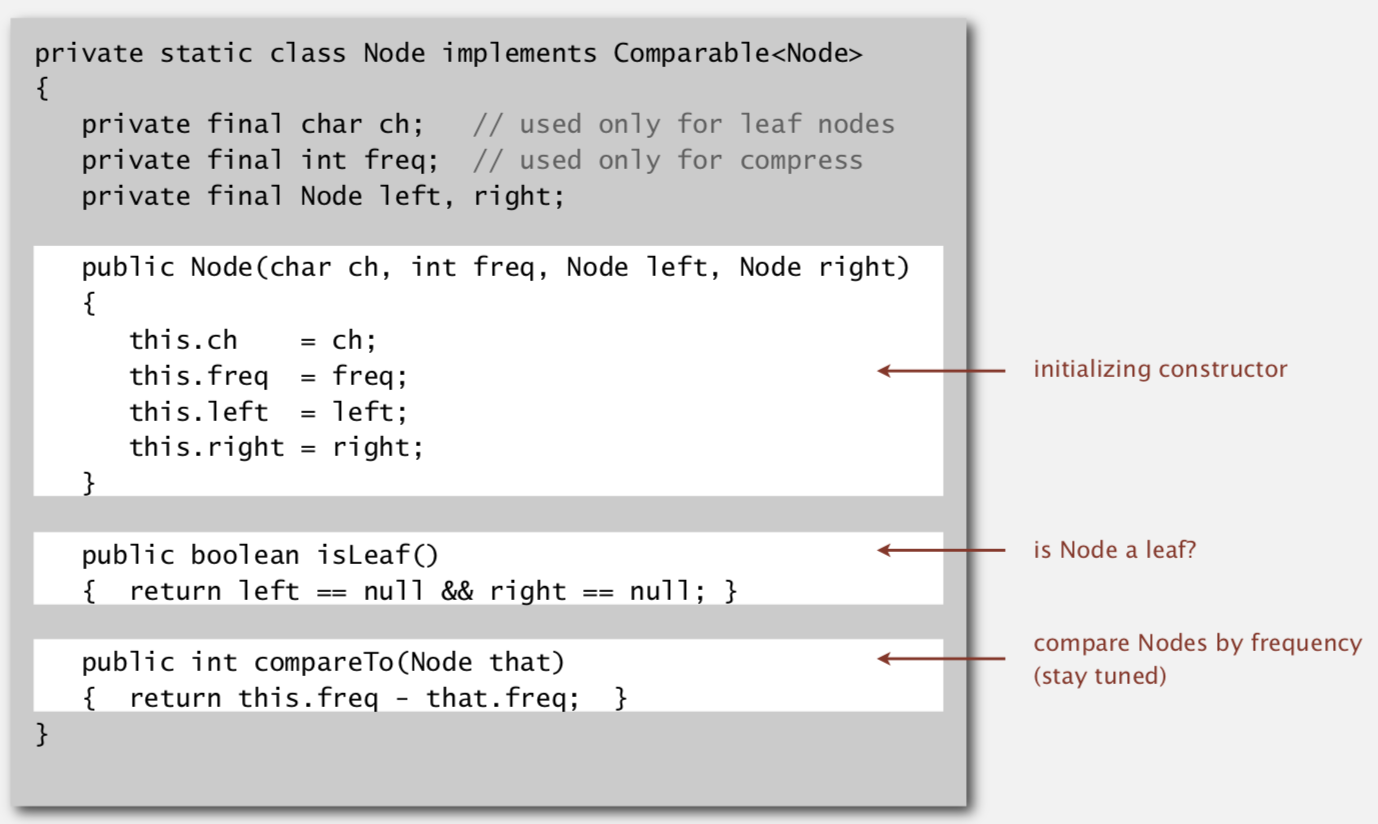 private static class Node implements Comparable<Node>
{
   private final char ch;   // used only for leaf nodes
   private final int freq;  // used only for compress
   private final Node left, right;
   public Node(char ch, int freq, Node left, Node right)
   {
      this.ch    = ch;
      this.freq  = freq;
      this.left  = left;
      this.right = right;
   }
initializing constructor
   public boolean isLeaf()
   {  return left == null && right == null; }
is Node a leaf?
   public int compareTo(Node that)
   {  return this.freq - that.freq;  }
}
compare Nodes by frequency
(stay tuned)